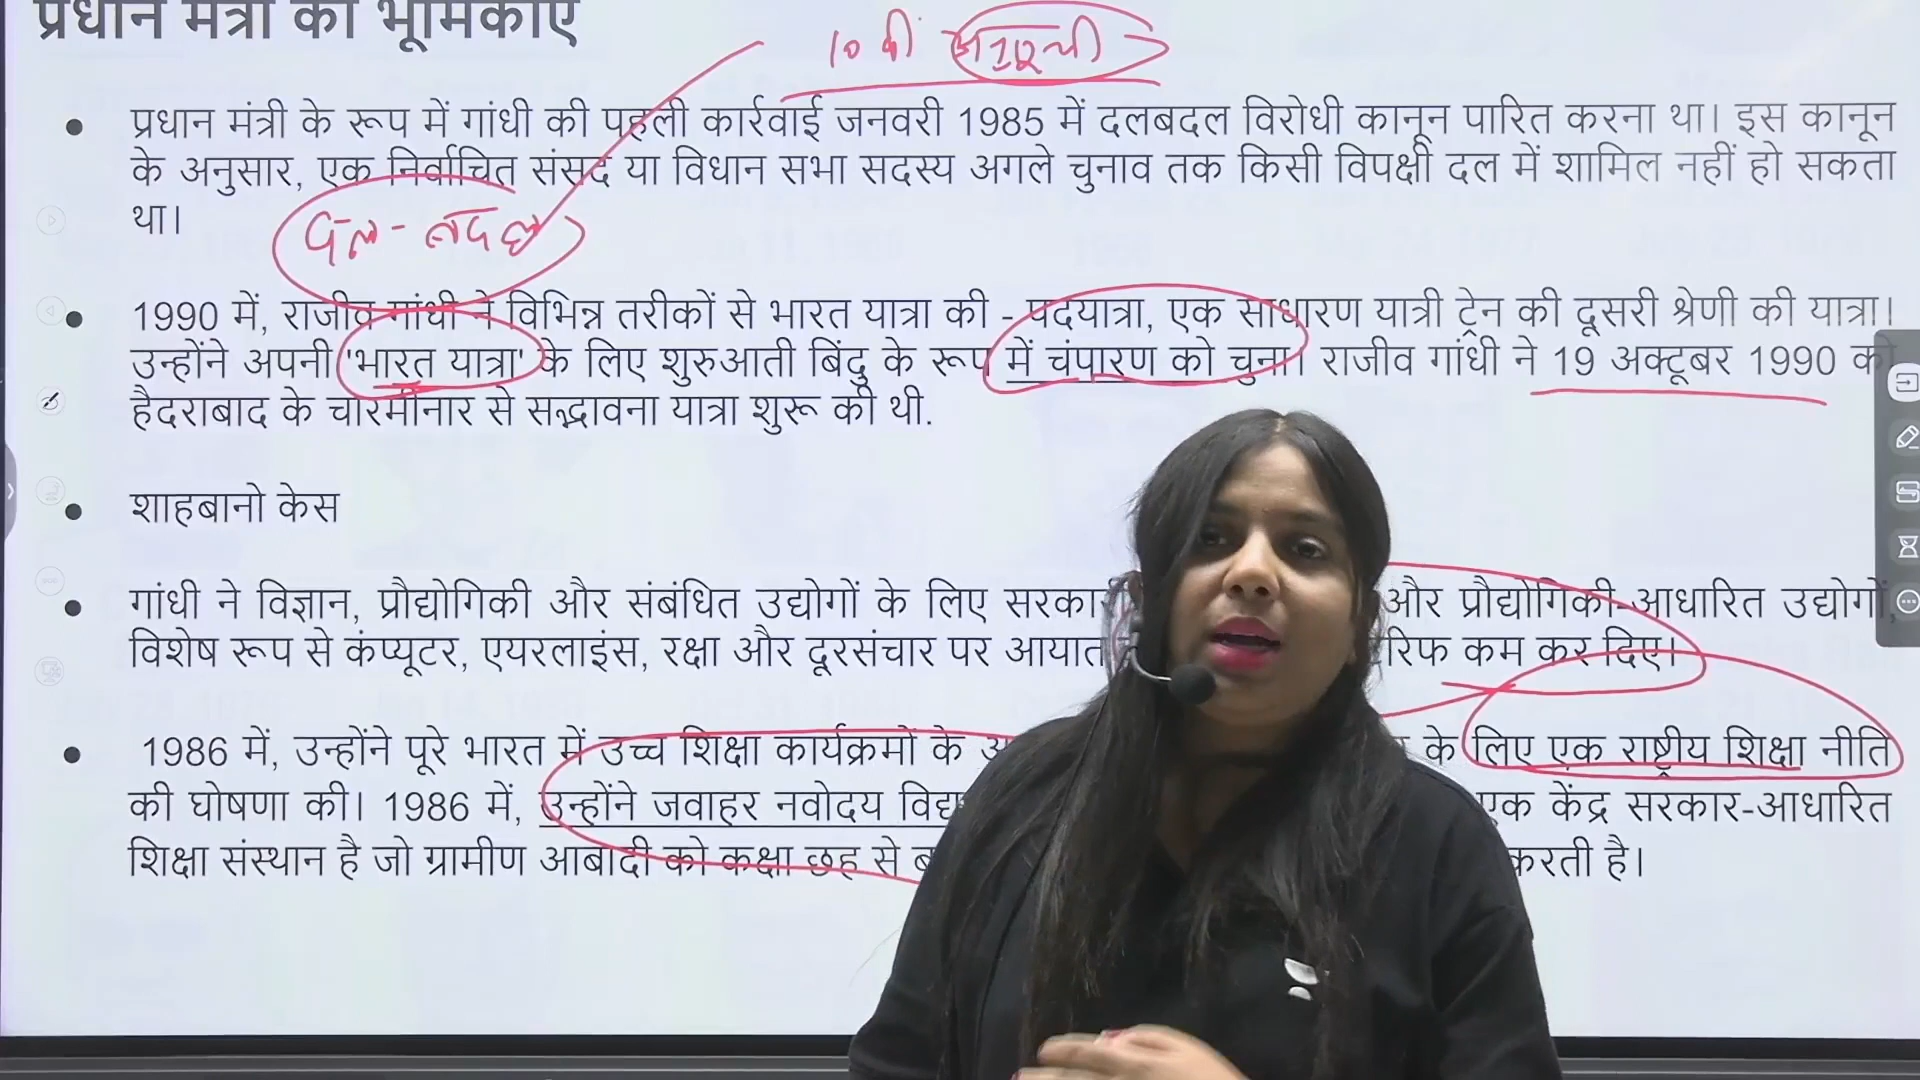 प्रधान मंत्री की भूमिकाएं
10 वी अनुसूची
प्रधान मंत्री के रूप में गांधी की पहली कार्रवाई जनवरी 1985 में दलबदल विरोधी कानून पारित करना था। इस कानून
के अनुसार, एक निर्वाचित संसद या विधान सभा सदस्य अगले चुनाव तक किसी विपक्षी दल में शामिल नहीं हो सकता
था।
दल-बदल
1990 में, राजीव गांधी ने विभिन्न तरीकों से भारत यात्रा की - पदयात्रा, एक साधारण यात्री ट्रेन की दूसरी श्रेणी की यात्रा।
उन्होंने अपनी 'भारत यात्रा' के लिए शुरुआती बिंदु के रूप में चंपारण को चुना। राजीव गांधी ने 19 अक्टूबर 1990 को
हैदराबाद के चारमीनार से सद्भावना यात्रा शुरू की थी.
शाहबानो केस
गांधी ने विज्ञान, प्रौद्योगिकी और संबंधित उद्योगों के लिए और प्रौद्योगिकी-आधारित उद्योगों,
विशेष रूप से कंप्यूटर, एयरलाइंस, रक्षा और दूरसंचार पर आयात कम कर दिए।
1986 में, उन्होंने पूरे भारत में उच्च शिक्षा कार्यक्रमों के के लिए एक राष्ट्रीय शिक्षा नीति
की घोषणा की। 1986 में, उन्होंने जवाहर नवोदय एक केंद्र सरकार-आधारित
शिक्षा संस्थान है जो ग्रामीण आबादी को कक्षा छह से करती है।